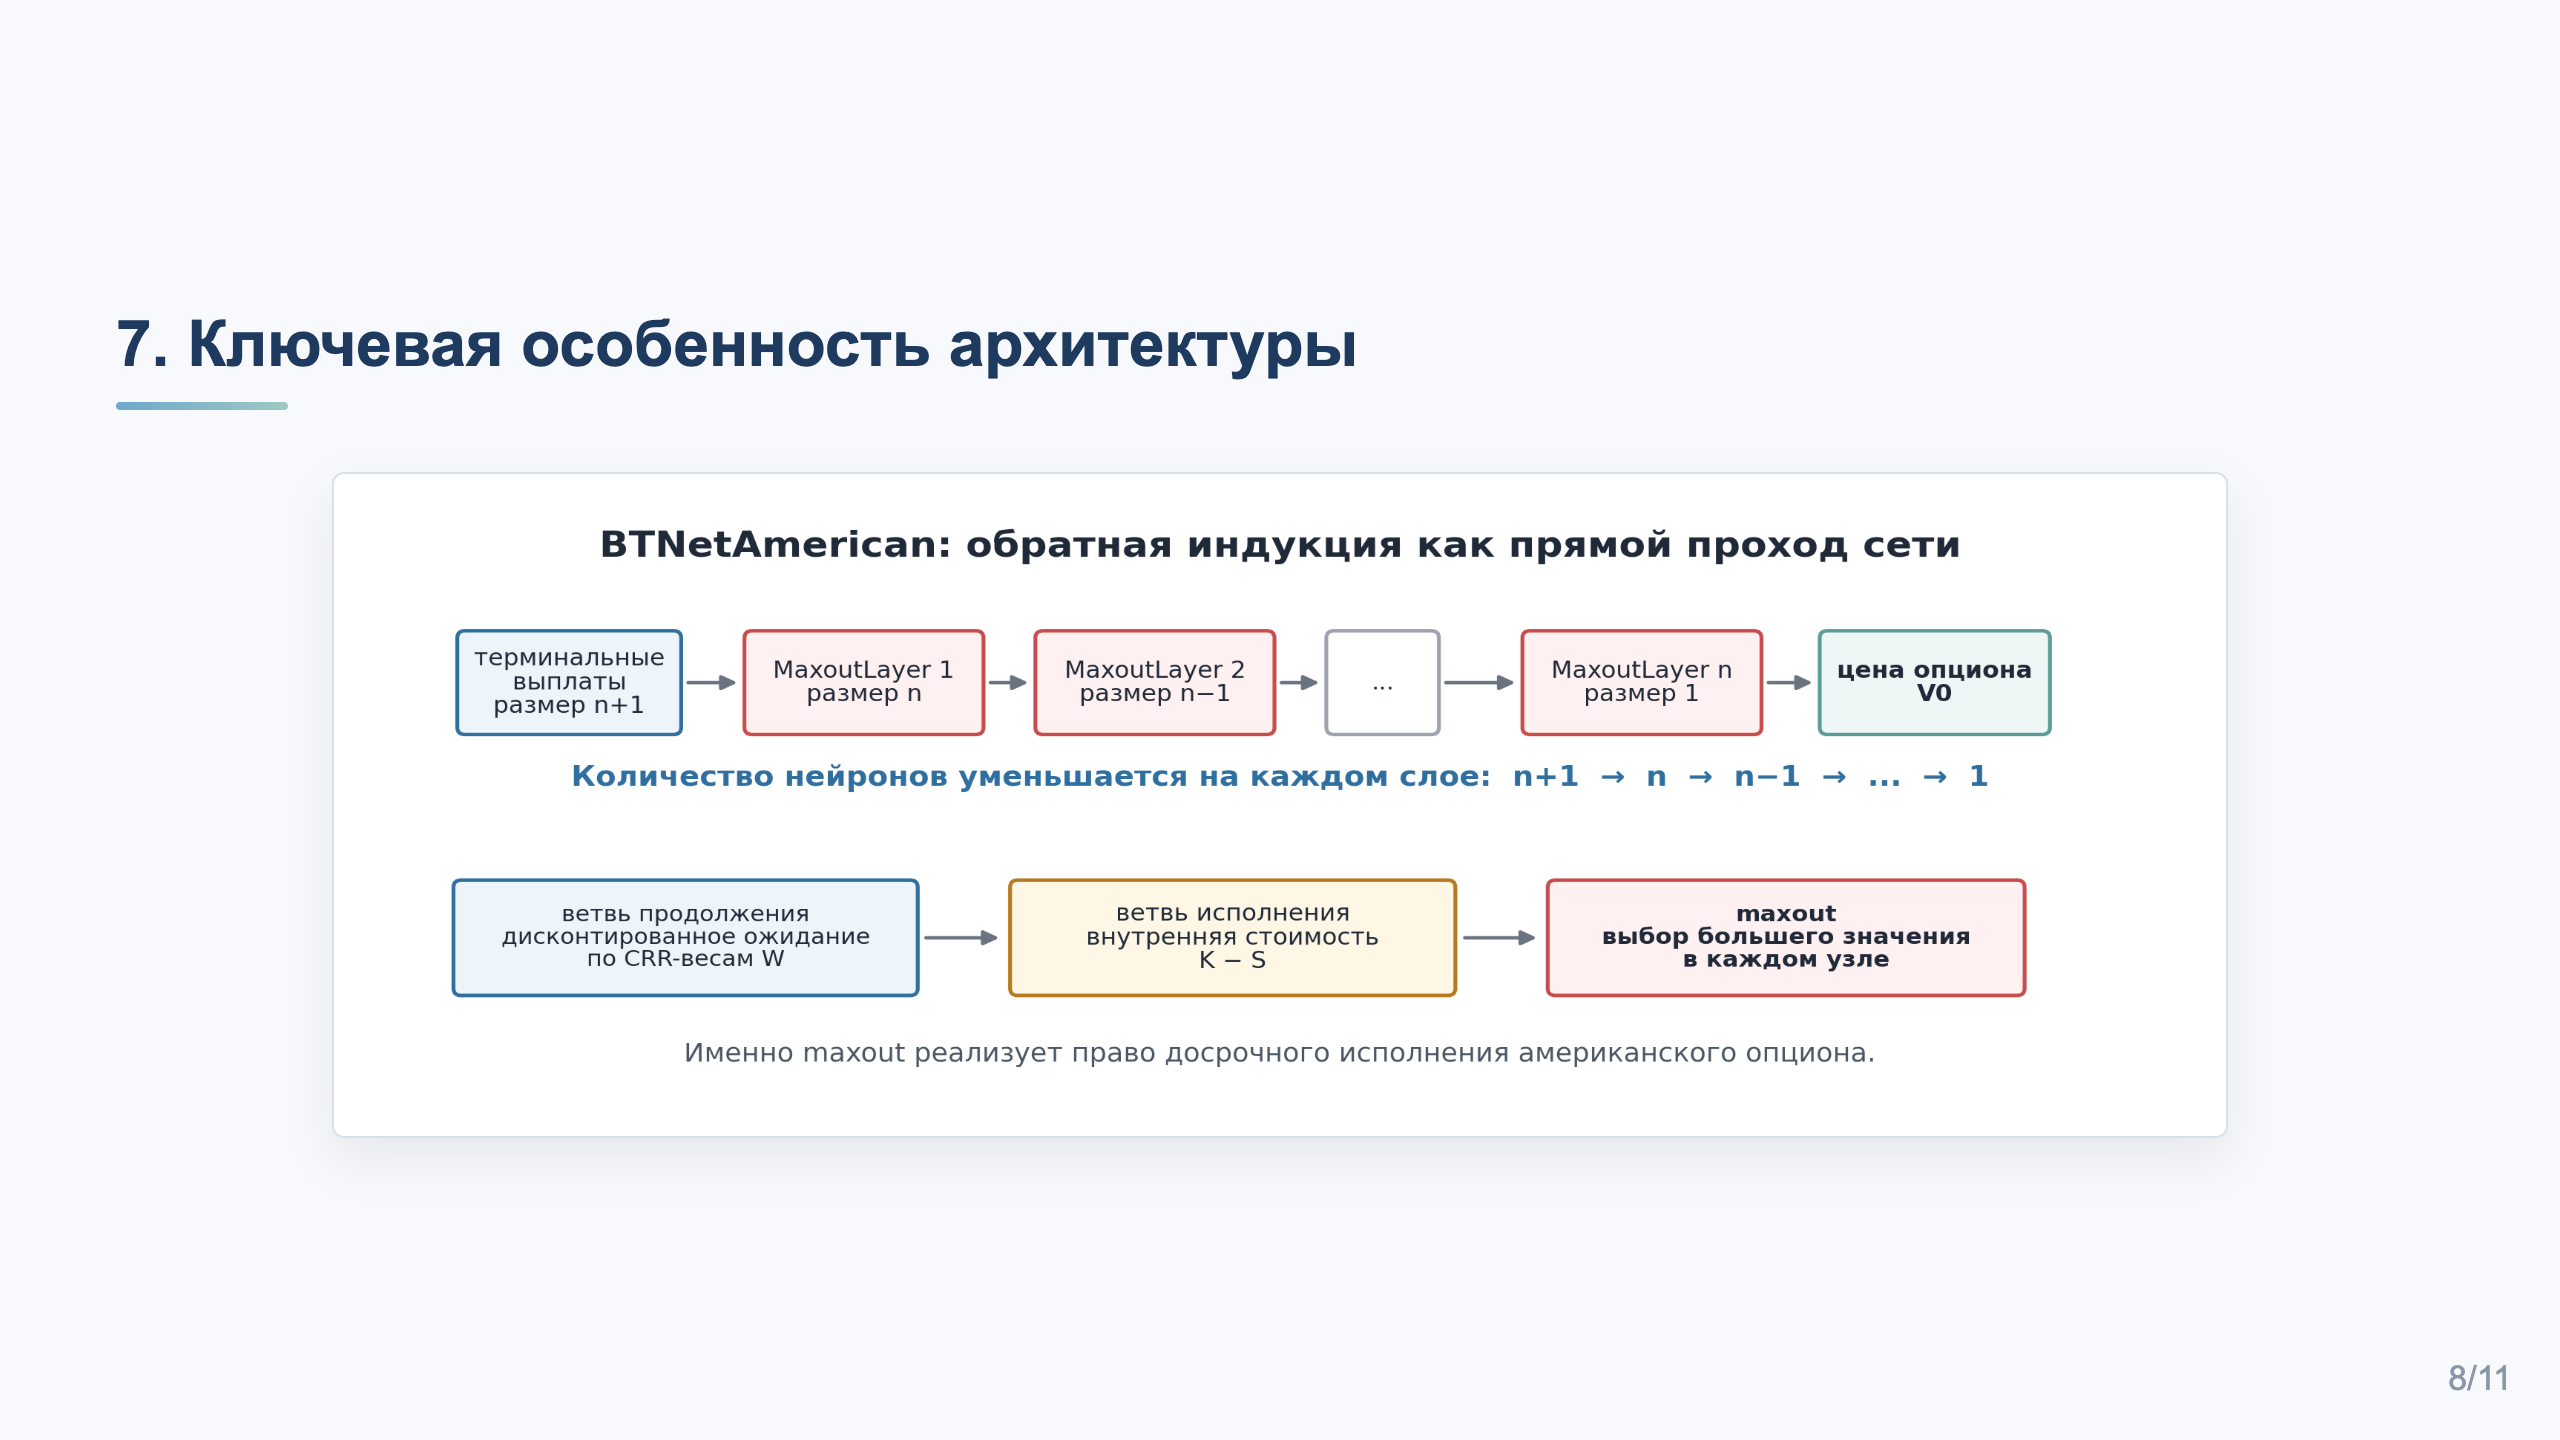 7. Ключевая особенность архитектуры
BTNetAmerican: обратная индукция как прямой проход сети
терминальные
выплаты
размер n+1
MaxoutLayer 1
размер n
MaxoutLayer 2
размер n−1
...
MaxoutLayer n
размер 1
цена опциона
V0
Количество нейронов уменьшается на каждом слое: n+1 → n → n−1 → ... → 1
ветвь продолжения
дисконтированное ожидание
по CRR-весам W
ветвь исполнения
внутренняя стоимость
K − S
maxout
выбор большего значения
в каждом узле
Именно maxout реализует право досрочного исполнения американского опциона.
8/11